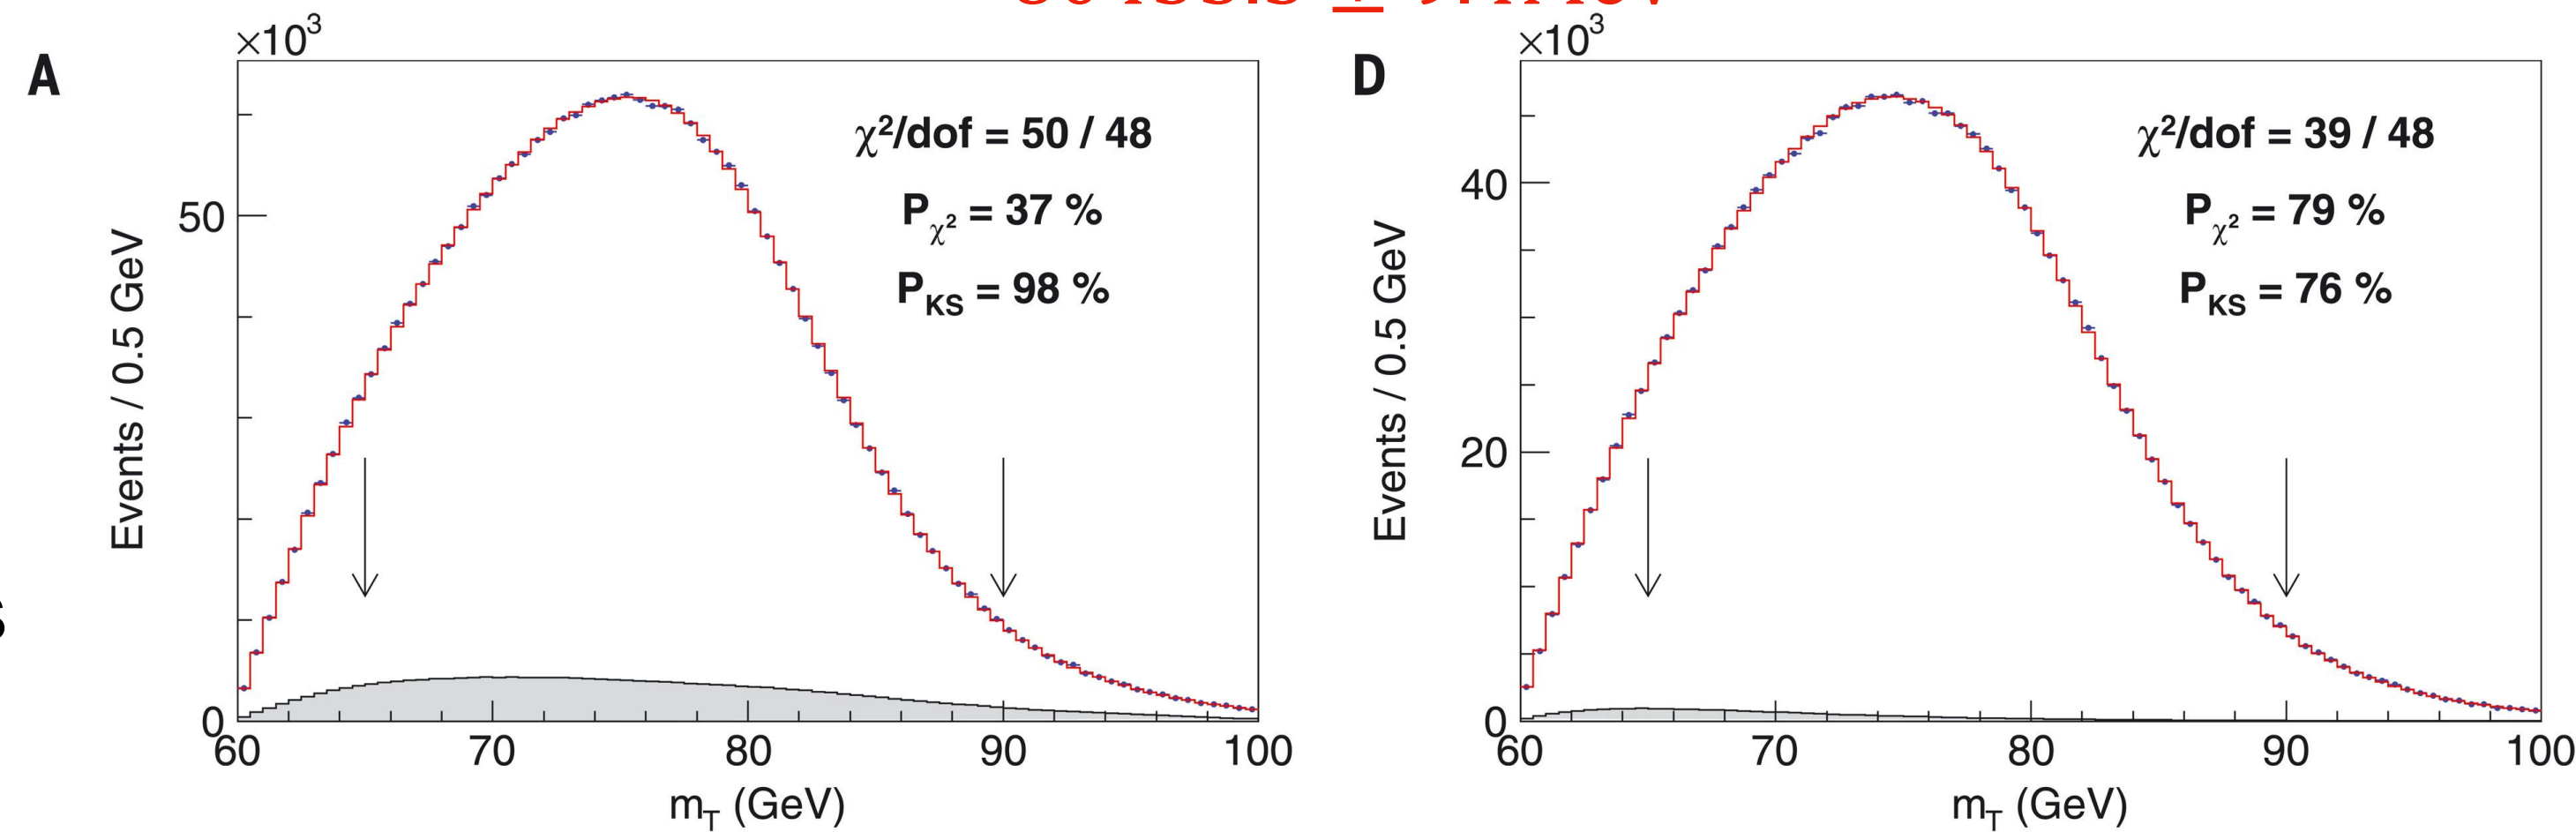 A
×10³
Events / 0.5 GeV
50
0
χ²/dof = 50 / 48
P_χ² = 37 %
P_KS = 98 %
60 70 80 90 100
m_T (GeV)
D
×10³
Events / 0.5 GeV
40
20
0
χ²/dof = 39 / 48
P_χ² = 79 %
P_KS = 76 %
60 70 80 90 100
m_T (GeV)